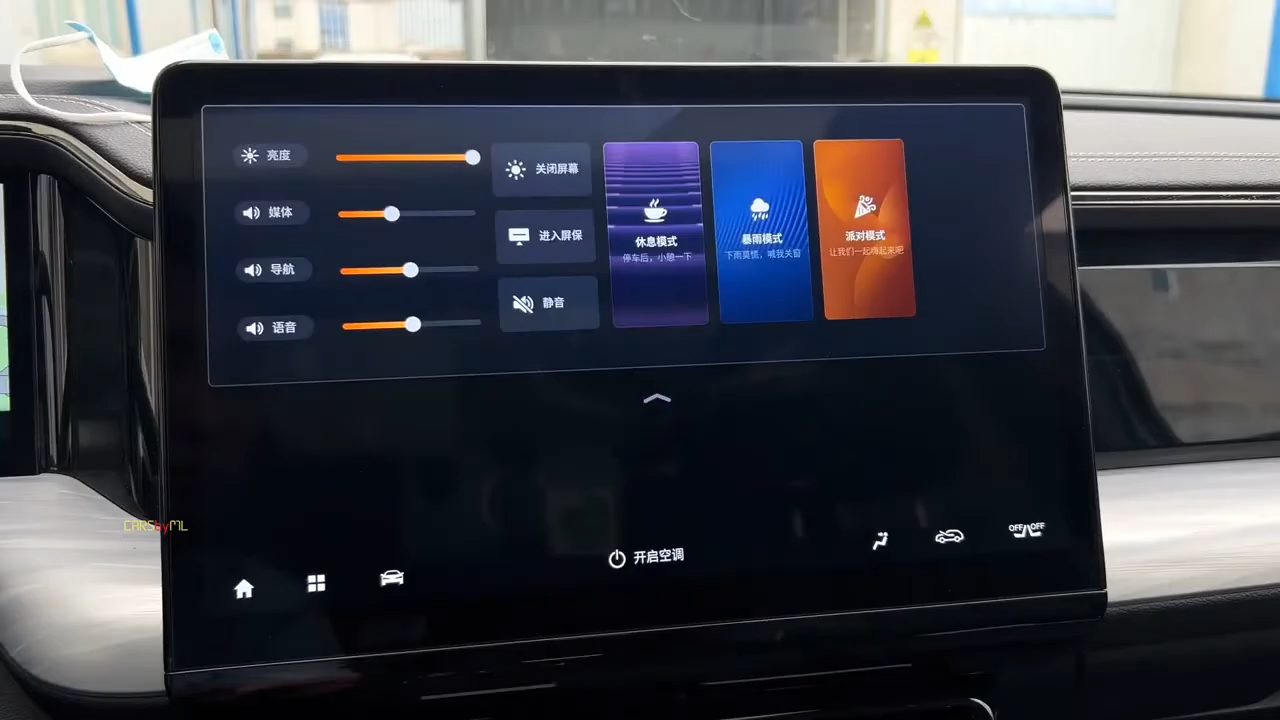 亮度
媒体
导航
语音
关闭屏幕
进入屏保
静音
休息模式
停车后，小憩一下
暴雨模式
下雨莫慌，喊我关窗
派对模式
让我们一起嗨起来吧
开启空调
OFF OFF
CARSbyML